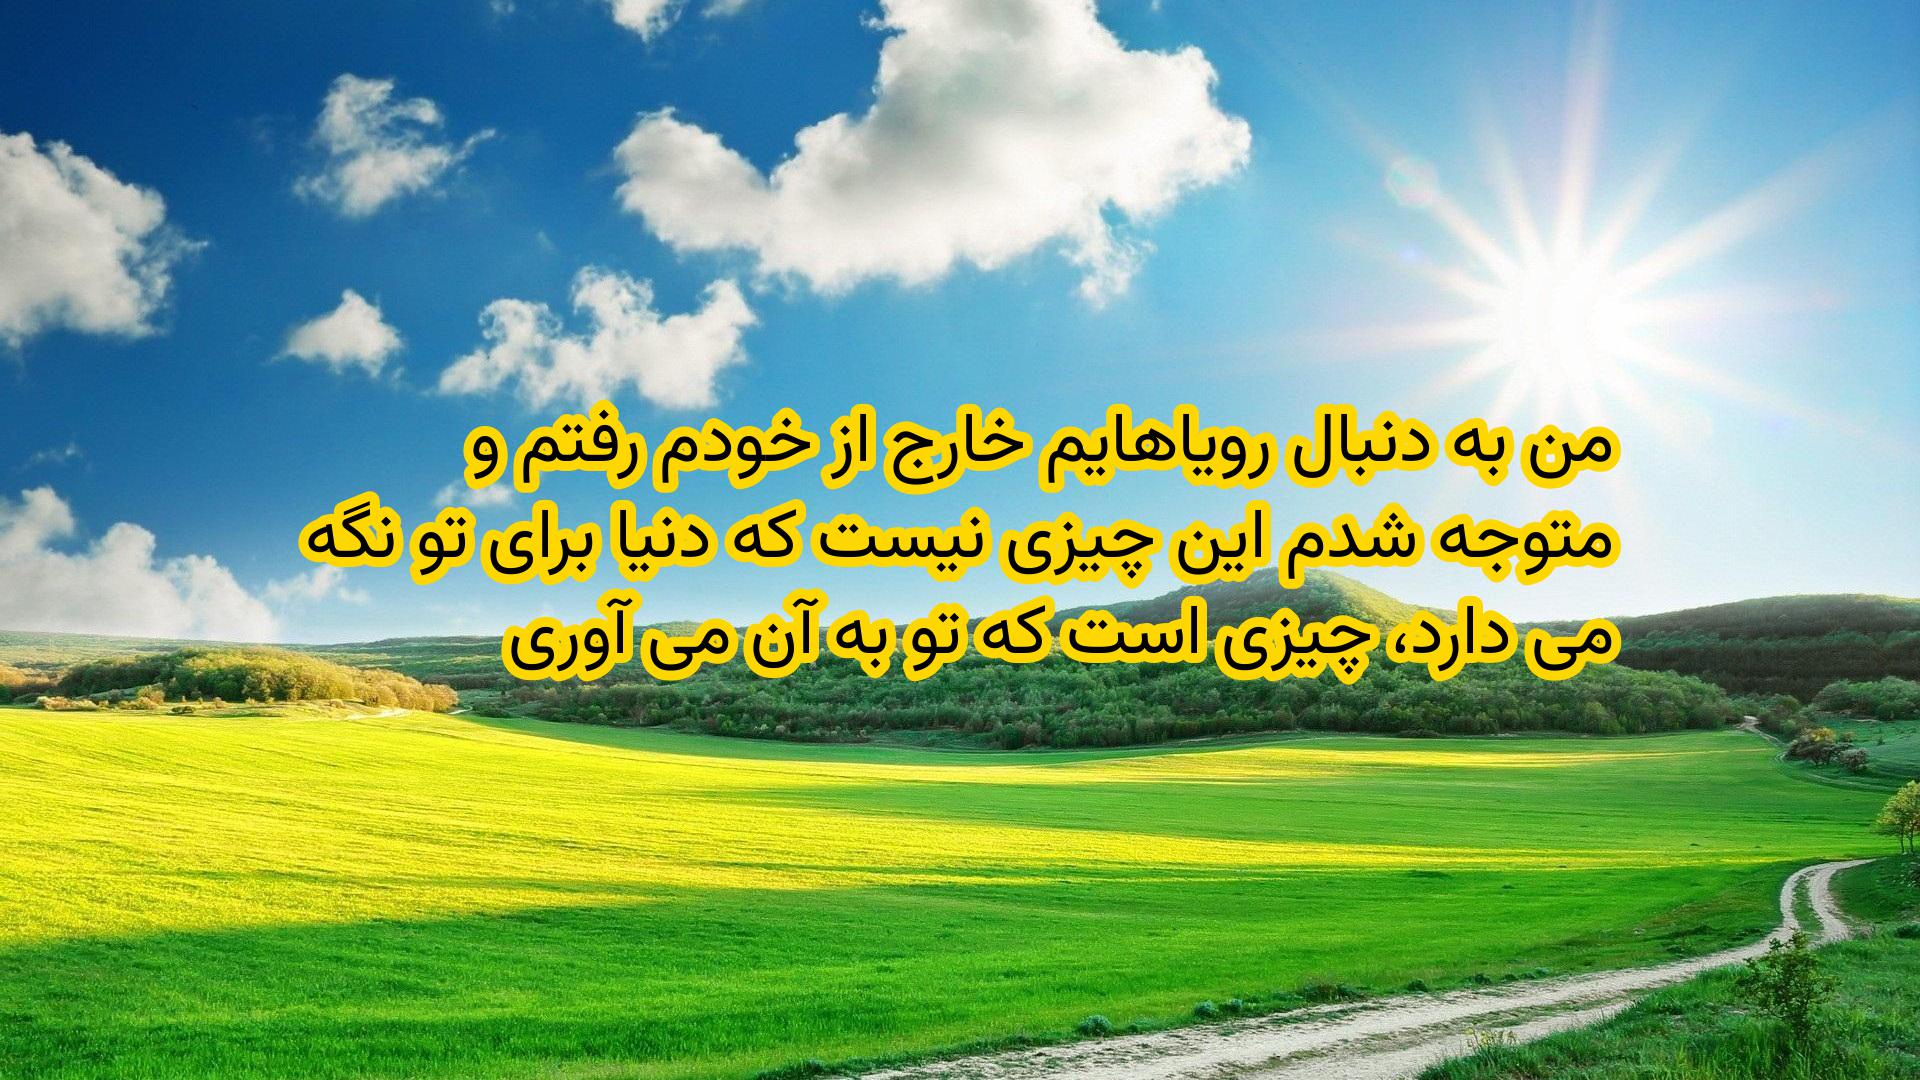 من به دنبال رویاهایم خارج از خودم رفتم و
متوجه شدم این چیزی نیست که دنیا برای تو نگه
می دارد، چیزی است که تو به آن می آوری